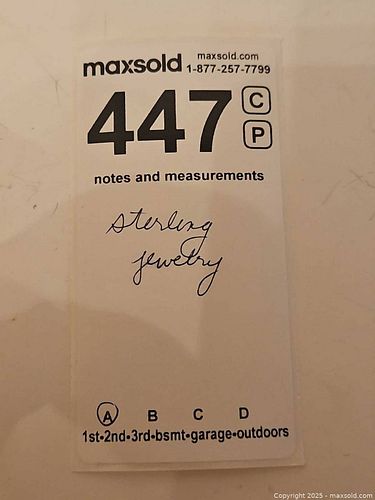 maxsold maxsold.com
1-877-257-7799
447 C
P
notes and measurements
sterling
jewelry
A B C D
1st•2nd•3rd•bsmt•garage•outdoors
Copyright 2025 - maxsold.com